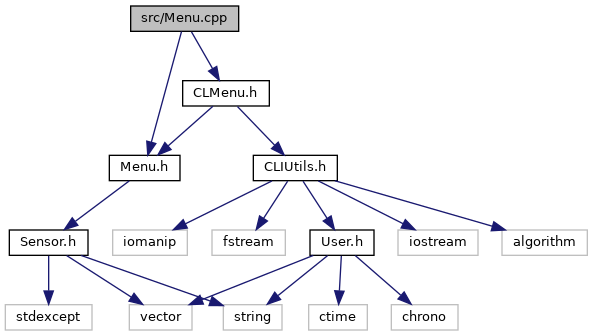 src/Menu.cpp
CLMenu.h
Menu.h
CLIUtils.h
Sensor.h
iomanip
fstream
User.h
iostream
algorithm
stdexcept
vector
string
ctime
chrono